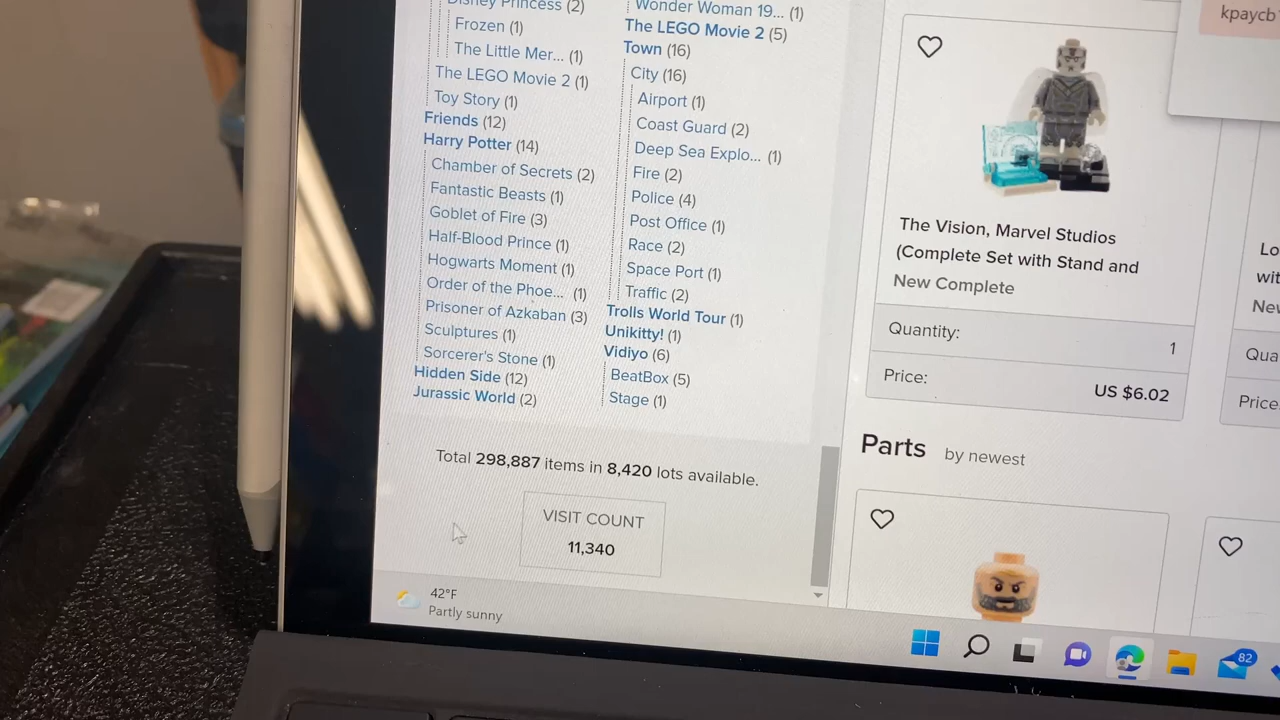 Disney Princess (2)
Frozen (1)
The Little Mer... (1)
The LEGO Movie 2 (1)
Toy Story (1)
Friends (12)
Harry Potter (14)
Chamber of Secrets (2)
Fantastic Beasts (1)
Goblet of Fire (3)
Half-Blood Prince (1)
Hogwarts Moment (1)
Order of the Phoe... (1)
Prisoner of Azkaban (3)
Sculptures (1)
Sorcerer's Stone (1)
Hidden Side (12)
Jurassic World (2)
Wonder Woman 19... (1)
The LEGO Movie 2 (5)
Town (16)
City (16)
Airport (1)
Coast Guard (2)
Deep Sea Explo... (1)
Fire (2)
Police (4)
Post Office (1)
Race (2)
Space Port (1)
Traffic (2)
Trolls World Tour (1)
Unikitty! (1)
Vidiyo (6)
BeatBox (5)
Stage (1)
Total 298,887 items in 8,420 lots available.
VISIT COUNT
11,340
kpaycb
The Vision, Marvel Studios
(Complete Set with Stand and
New Complete
Quantity: 1
Price: US $6.02
Lo
wit
Ne
Qua
Price
Parts by newest
42°F
Partly sunny
82